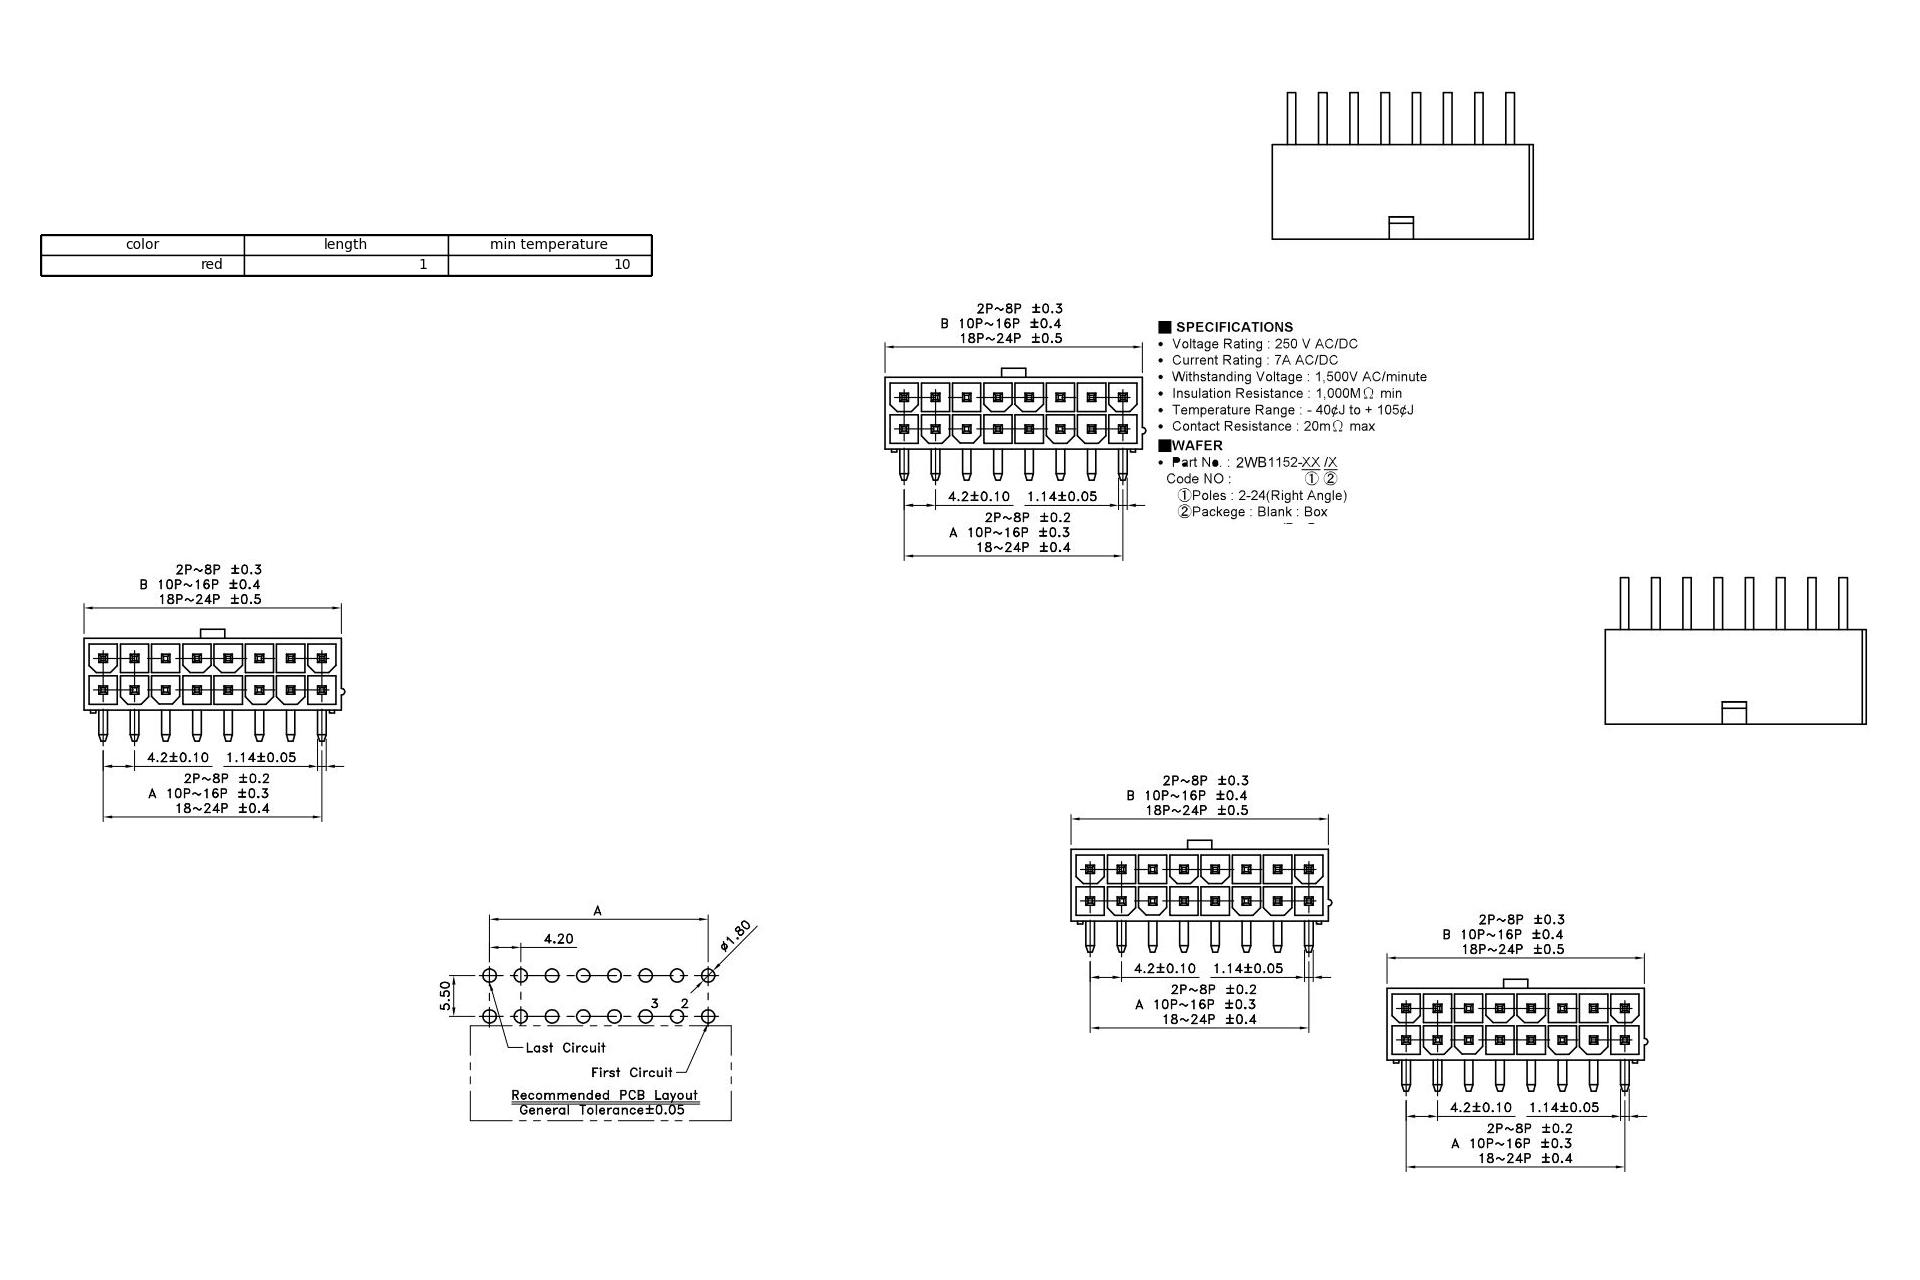 color length min temperature
red 1 10
2P~8P ±0.3
B 10P~16P ±0.4
18P~24P ±0.5
4.2±0.10 1.14±0.05
2P~8P ±0.2
A 10P~16P ±0.3
18~24P ±0.4
■ SPECIFICATIONS
• Voltage Rating : 250 V AC/DC
• Current Rating : 7A AC/DC
• Withstanding Voltage : 1,500V AC/minute
• Insulation Resistance : 1,000MΩ min
• Temperature Range : - 40¢J to + 105¢J
• Contact Resistance : 20mΩ max
■WAFER
• Part No. : 2WB1152-XX /X
Code NO : ① ②
①Poles : 2-24(Right Angle)
②Packege : Blank : Box
2P~8P ±0.3
B 10P~16P ±0.4
18P~24P ±0.5
4.2±0.10 1.14±0.05
2P~8P ±0.2
A 10P~16P ±0.3
18~24P ±0.4
2P~8P ±0.3
B 10P~16P ±0.4
18P~24P ±0.5
4.2±0.10 1.14±0.05
2P~8P ±0.2
A 10P~16P ±0.3
18~24P ±0.4
A
4.20
ø1.80
5.50
3 2
Last Circuit
First Circuit
Recommended PCB Layout
General Tolerance±0.05
2P~8P ±0.3
B 10P~16P ±0.4
18P~24P ±0.5
4.2±0.10 1.14±0.05
2P~8P ±0.2
A 10P~16P ±0.3
18~24P ±0.4